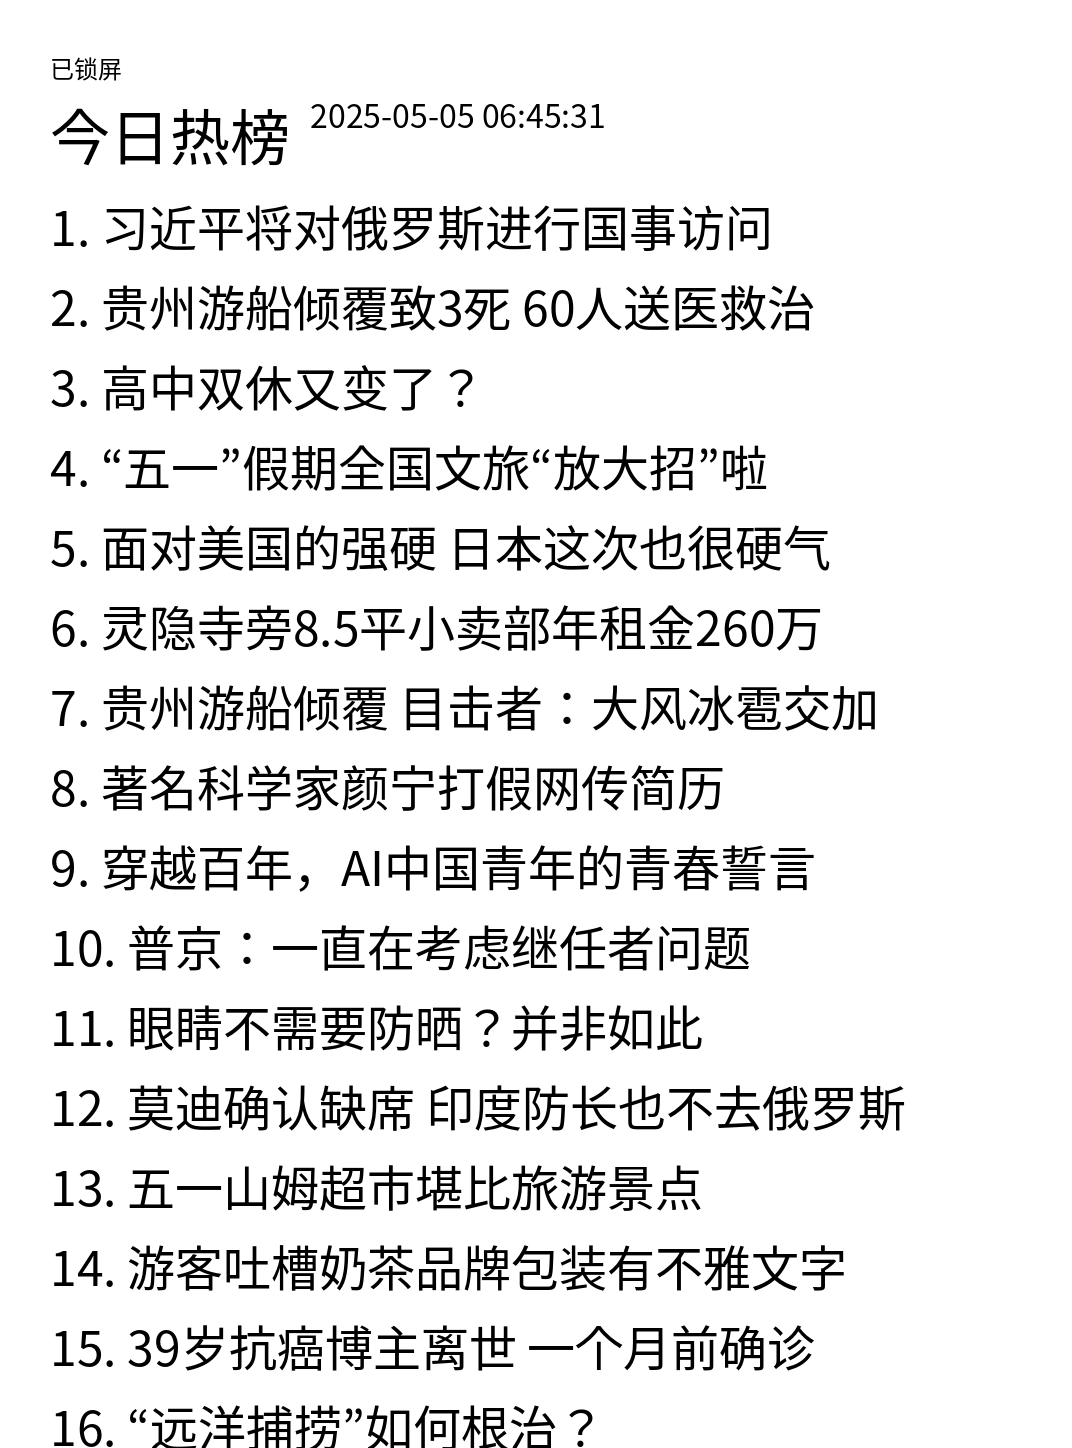 已锁屏
今日热榜 2025-05-05 06:45:31
1. 习近平将对俄罗斯进行国事访问
2. 贵州游船倾覆致3死 60人送医救治
3. 高中双休又变了？
4. “五一”假期全国文旅“放大招”啦
5. 面对美国的强硬 日本这次也很硬气
6. 灵隐寺旁8.5平小卖部年租金260万
7. 贵州游船倾覆 目击者：大风冰雹交加
8. 著名科学家颜宁打假网传简历
9. 穿越百年，AI中国青年的青春誓言
10. 普京：一直在考虑继任者问题
11. 眼睛不需要防晒？并非如此
12. 莫迪确认缺席 印度防长也不去俄罗斯
13. 五一山姆超市堪比旅游景点
14. 游客吐槽奶茶品牌包装有不雅文字
15. 39岁抗癌博主离世 一个月前确诊
16. “远洋捕捞”如何根治？